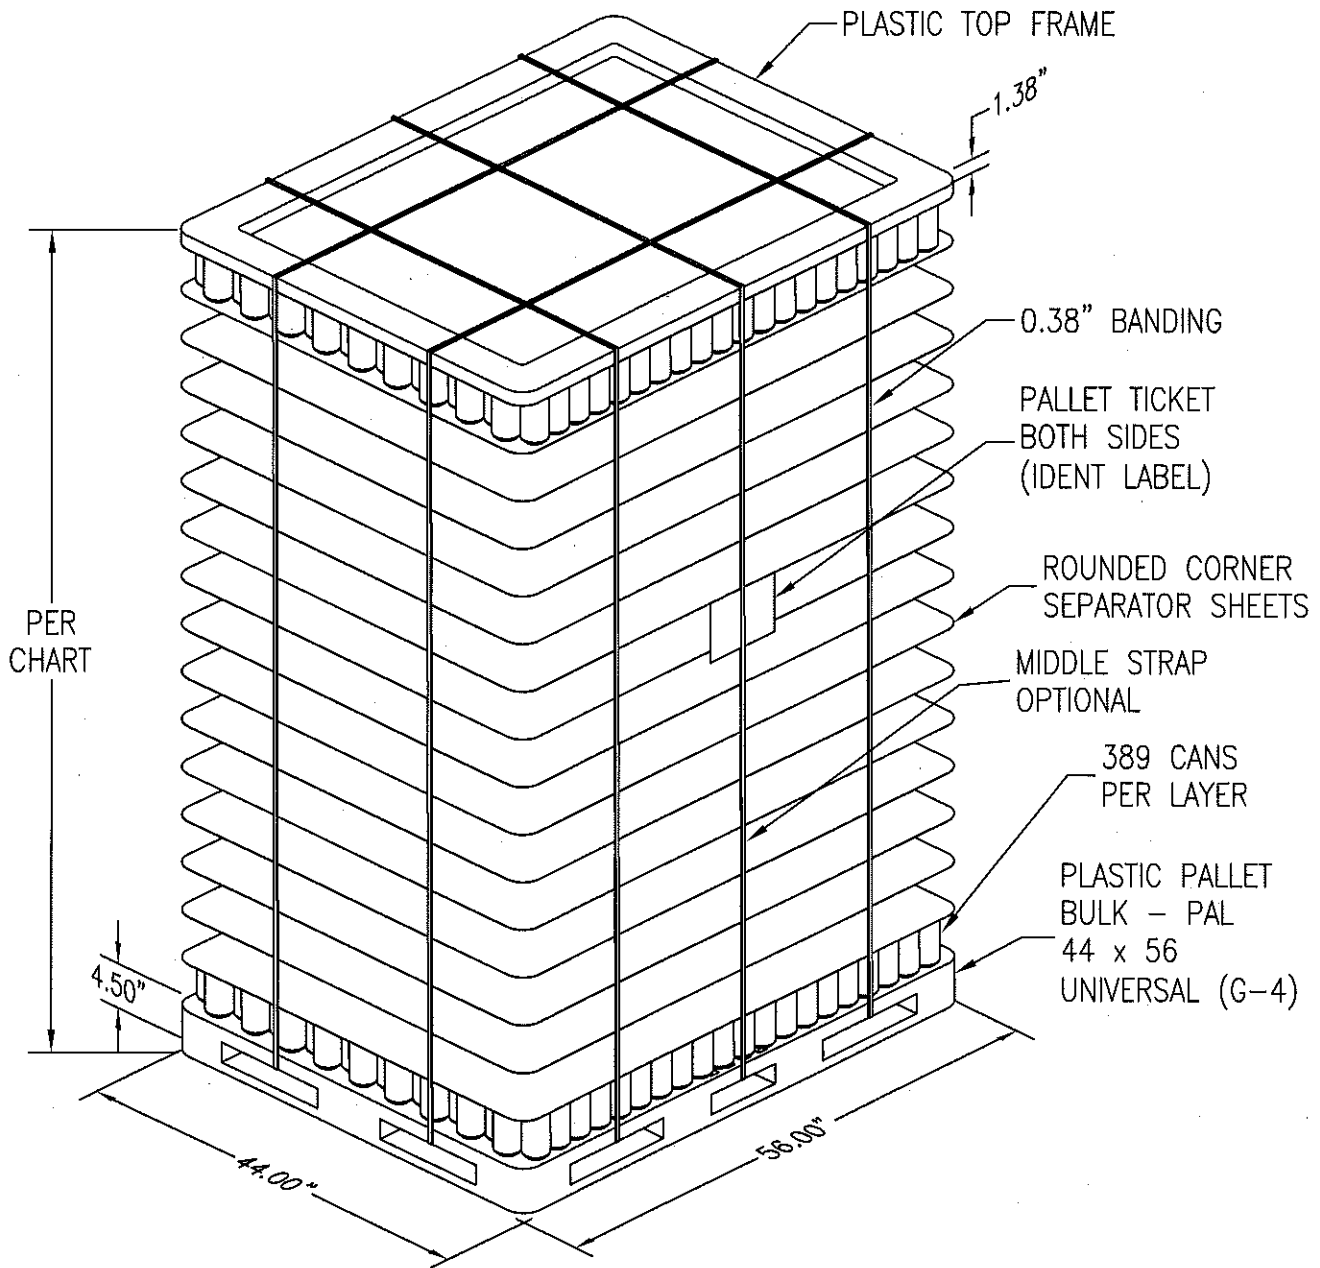 PLASTIC TOP FRAME
1.38"
0.38" BANDING
PALLET TICKET
BOTH SIDES
(IDENT LABEL)
ROUNDED CORNER
SEPARATOR SHEETS
PER
CHART
MIDDLE STRAP
OPTIONAL
389 CANS
PER LAYER
PLASTIC PALLET
BULK - PAL
44 x 56
UNIVERSAL (G-4)
4.50"
44.00"
56.00"